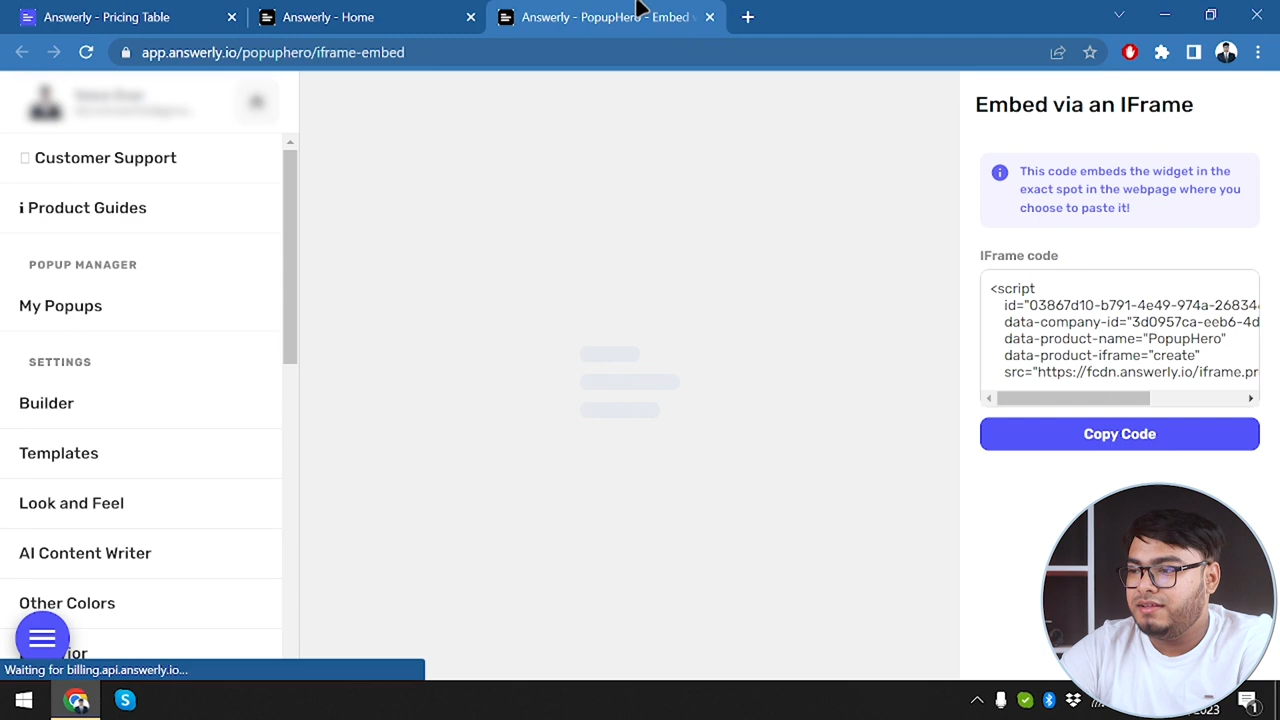 Answerly - Pricing Table
Answerly - Home
Answerly - PopupHero - Embed
app.answerly.io/popuphero/iframe-embed
Customer Support
Product Guides
POPUP MANAGER
My Popups
SETTINGS
Builder
Templates
Look and Feel
AI Content Writer
Other Colors
Waiting for billing.api.answerly.io...
Embed via an IFrame
This code embeds the widget in the
exact spot in the webpage where you
choose to paste it!
IFrame code
<script
id="03867d10-b791-4e49-974a-26834
data-company-id="3d0957ca-eeb6-4d
data-product-name="PopupHero"
data-product-iframe="create"
src="https://fcdn.answerly.io/iframe.pr
Copy Code
2023
1